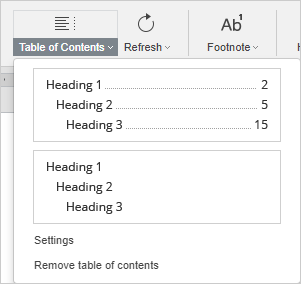 Ab¹
Table of Contents Refresh Footnote
Heading 1 2
Heading 2 5
Heading 3 15
Heading 1
Heading 2
Heading 3
Settings
Remove table of contents